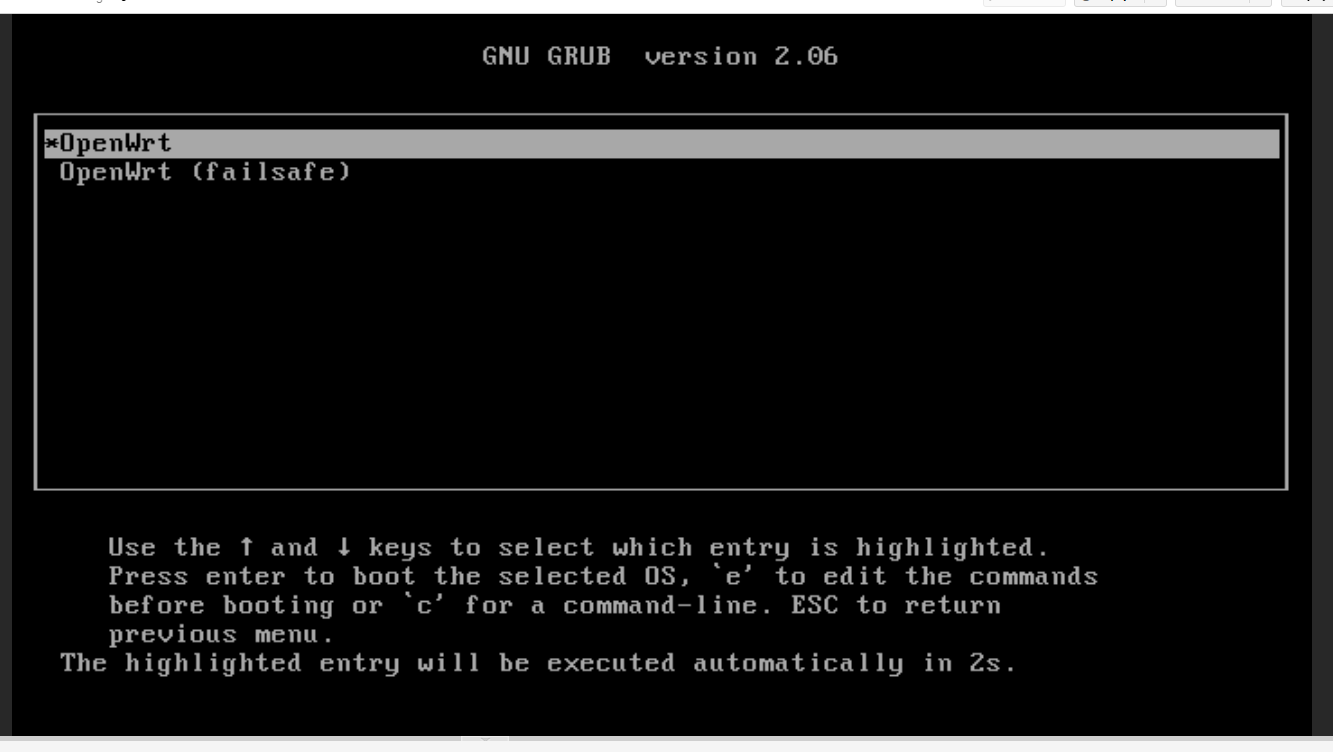 GNU GRUB  version 2.06
*OpenWrt
OpenWrt (failsafe)
Use the ↑ and ↓ keys to select which entry is highlighted.
Press enter to boot the selected OS, `e' to edit the commands
before booting or `c' for a command-line. ESC to return
previous menu.
The highlighted entry will be executed automatically in 2s.